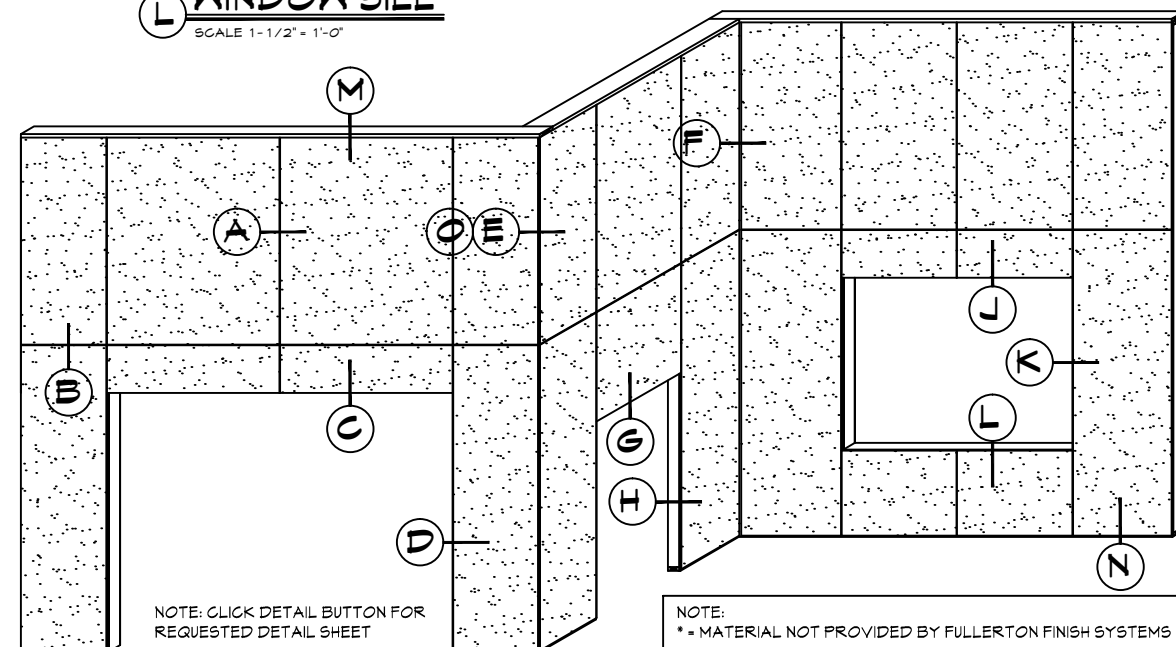 L WINDOW SILL
SCALE 1-1/2" = 1'-0"
M
F
A
O E
J
K
B
L
C
G
H
D
N
NOTE: CLICK DETAIL BUTTON FOR
REQUESTED DETAIL SHEET
NOTE:
* = MATERIAL NOT PROVIDED BY FULLERTON FINISH SYSTEMS